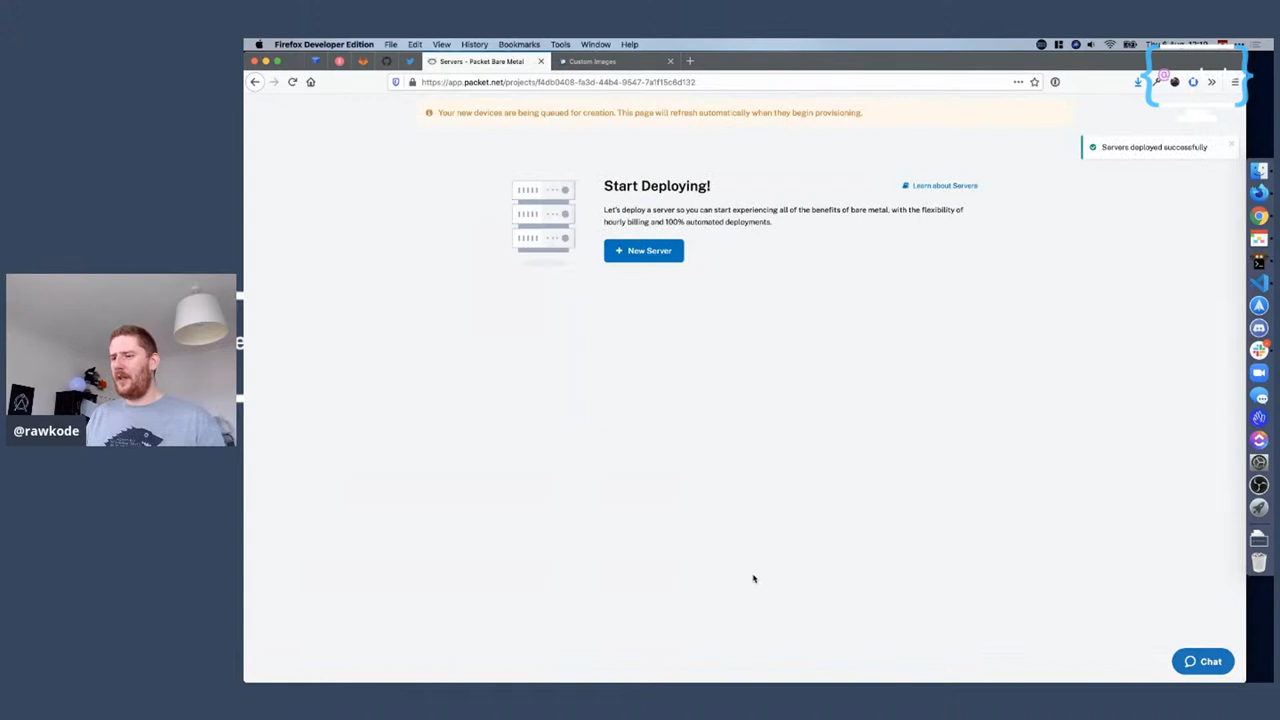 Firefox Developer Edition File Edit View History Bookmarks Tools Window Help
Servers - Packet Bare Metal
Custom Images
https://app.packet.net/projects/f4db0408-fa3d-44b4-9547-7a1f15c6d132
Your new devices are being queued for creation. This page will refresh automatically when they begin provisioning.
Servers deployed successfully
Start Deploying!
Learn about Servers
Let's deploy a server so you can start experiencing all of the benefits of bare metal, with the flexibility of
hourly billing and 100% automated deployments.
+ New Server
@rawkode
Chat